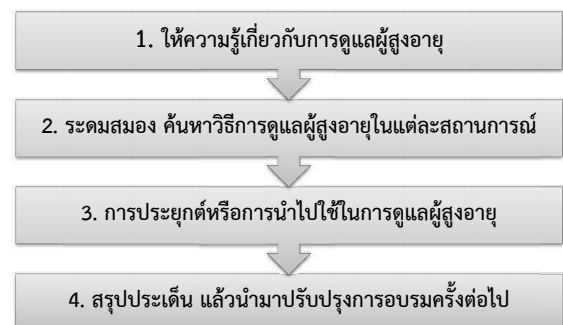 1. ให้ความรู้เกี่ยวกับการดูแลผู้สูงอายุ
2. ระดมสมอง ค้นหาวิธีการดูแลผู้สูงอายุในแต่ละสถานการณ์
3. การประยุกต์หรือการนำไปใช้ในการดูแลผู้สูงอายุ
4. สรุปประเด็น แล้วนำมาปรับปรุงการอบรมครั้งต่อไป